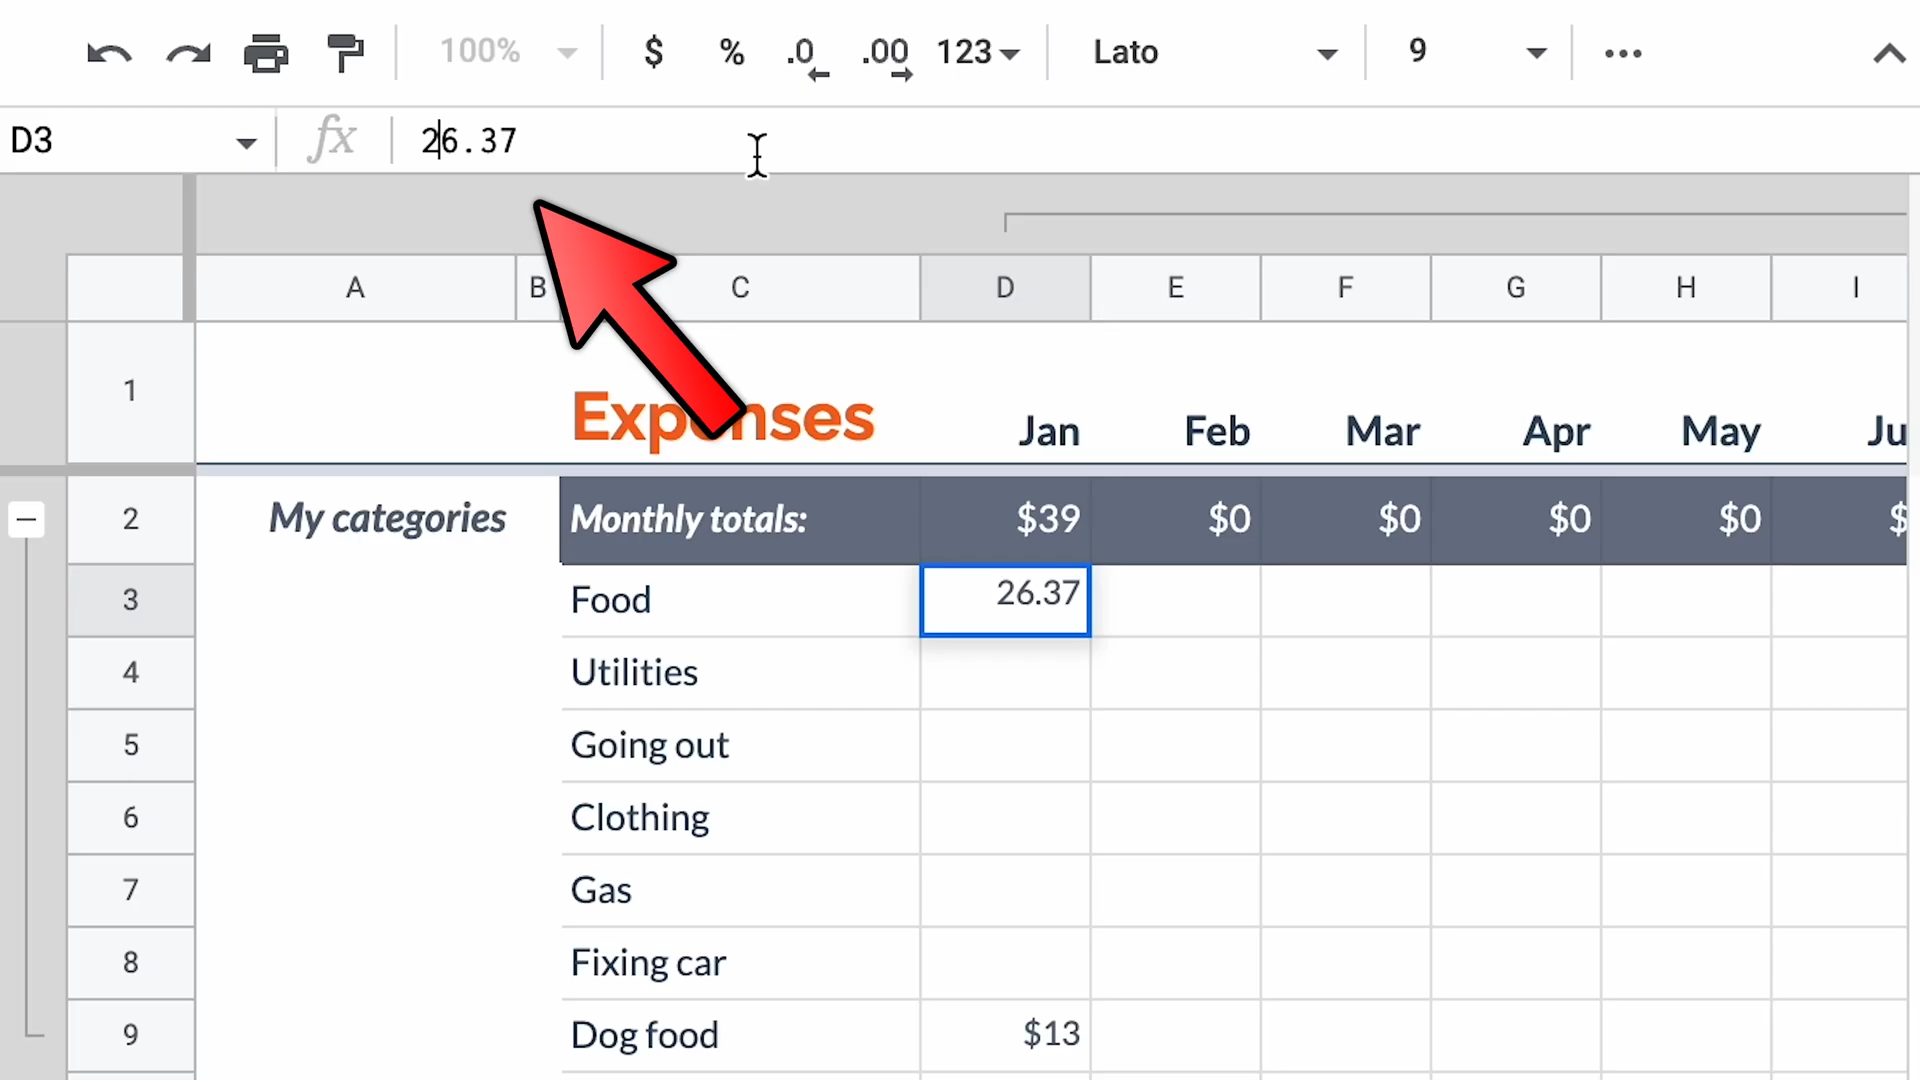 100% $ % .0 .00 123 Lato 9
D3 fx 26.37
A B C D E F G H I
1 Expenses Jan Feb Mar Apr May Ju
2 My categories Monthly totals: $39 $0 $0 $0 $0 $
3 Food 26.37
4 Utilities
5 Going out
6 Clothing
7 Gas
8 Fixing car
9 Dog food $13